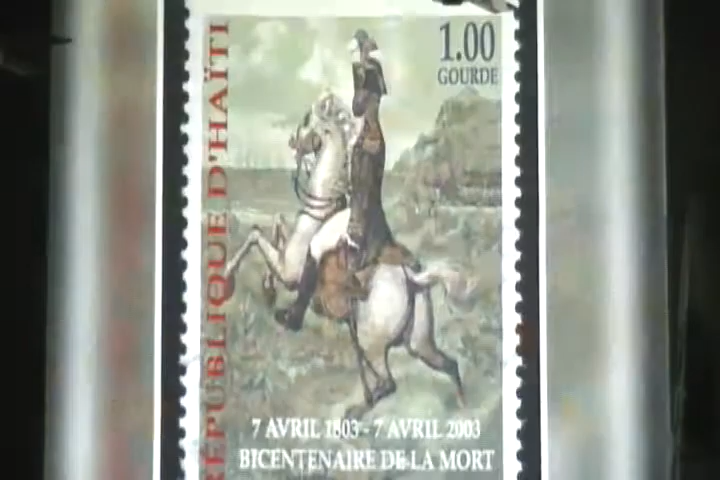 1.00
GOURDE
RÉPUBLIQUE D'HAÏTI
7 AVRIL 1803 - 7 AVRIL 2003
BICENTENAIRE DE LA MORT